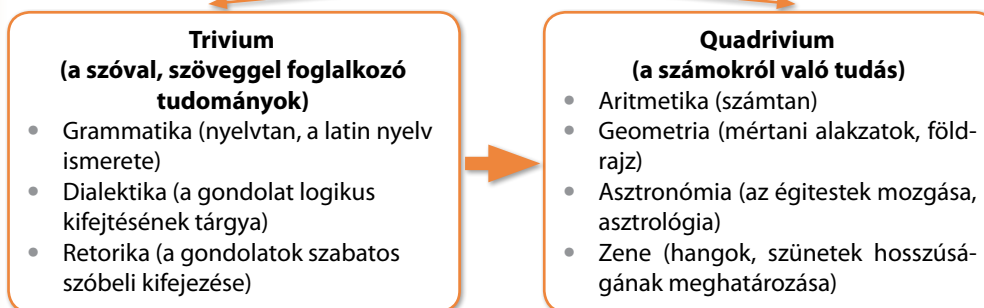 Trivium
(a szóval, szöveggel foglalkozó
tudományok)
• Grammatika (nyelvtan, a latin nyelv
ismerete)
• Dialektika (a gondolat logikus
kifejtésének tárgya)
• Retorika (a gondolatok szabatos
szóbeli kifejezése)
Quadrivium
(a számokról való tudás)
• Aritmetika (számtan)
• Geometria (mértani alakzatok, föld-
rajz)
• Asztronómia (az égitestek mozgása,
asztrológia)
• Zene (hangok, szünetek hosszúsá-
gának meghatározása)